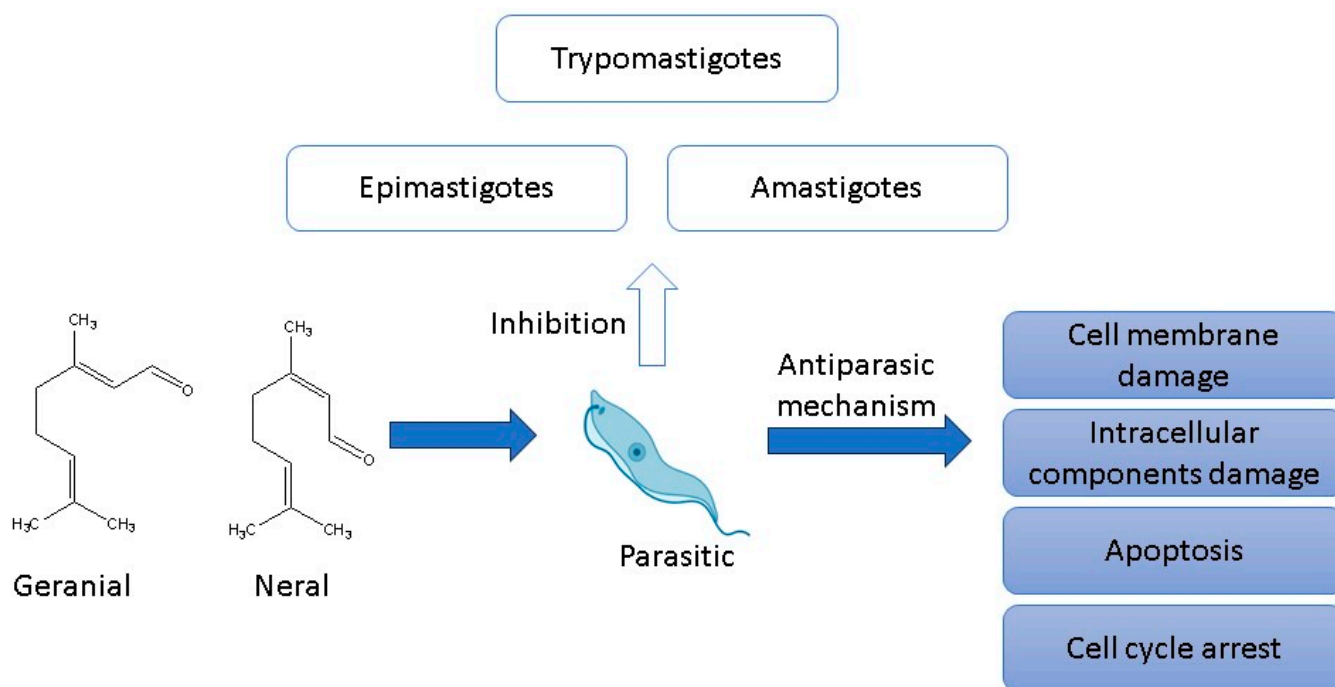 Trypomastigotes
Epimastigotes
Amastigotes
Inhibition
Antiparasic
mechanism
Cell membrane
damage
Intracellular
components damage
Apoptosis
Cell cycle arrest
CH₃
O
H₃C
CH₃
Geranial
CH₃
O
H₃C
CH₃
Neral
Parasitic